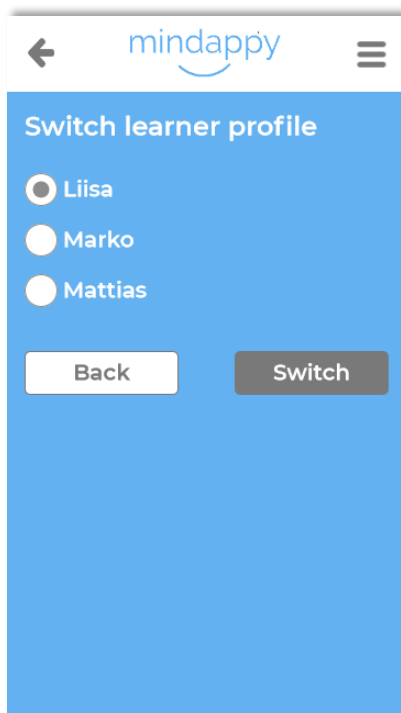 mindappy
Switch learner profile
Liisa
Marko
Mattias
Back Switch